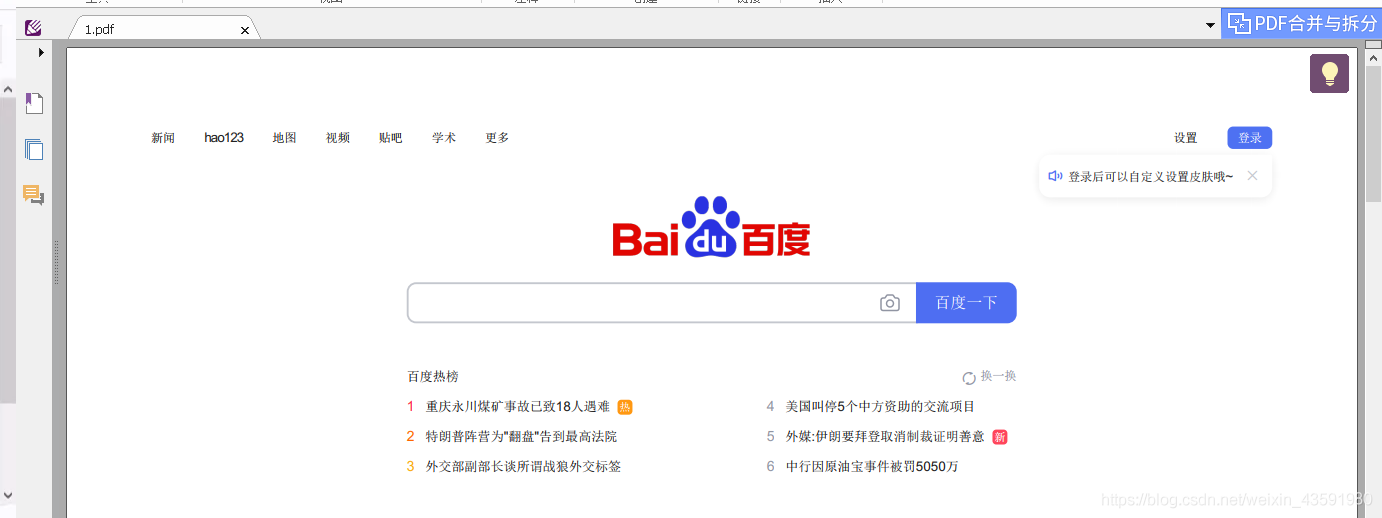 1.pdf
PDF合并与拆分
新闻 hao123 地图 视频 贴吧 学术 更多 设置 登录
登录后可以自定义设置皮肤哦~
Bai du 百度
百度一下
百度热榜 换一换
1 重庆永川煤矿事故已致18人遇难 热
4 美国叫停5个中方资助的交流项目
2 特朗普阵营为"翻盘"告到最高法院
5 外媒:伊朗要拜登取消制裁证明善意 新
3 外交部副部长谈所谓战狼外交标签
6 中行因原油宝事件被罚5050万
https://blog.csdn.net/weixin_43591980